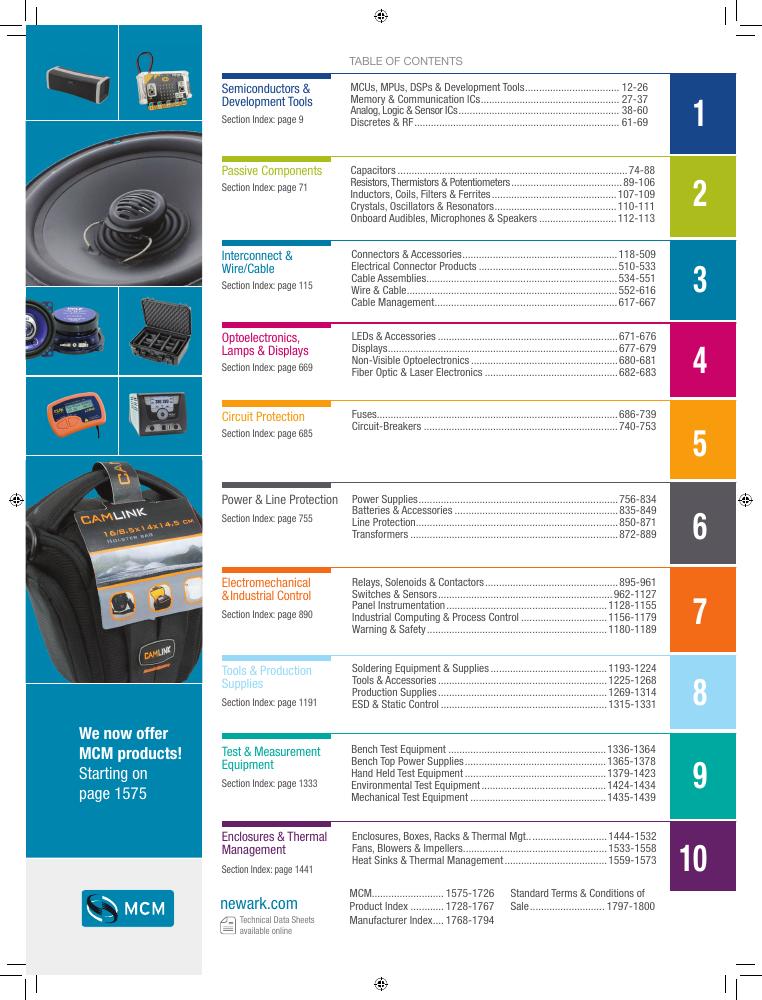 TABLE OF CONTENTS
Semiconductors &
Development Tools
Section Index: page 9
MCUs, MPUs, DSPs & Development Tools.................................. 12-26
Memory & Communication ICs.................................................. 27-37
Analog, Logic & Sensor ICs......................................................... 38-60
Discretes & RF......................................................................... 61-69
1
Passive Components
Section Index: page 71
Capacitors .................................................................................74-88
Resistors, Thermistors & Potentiometers.......................................89-106
Inductors, Coils, Filters & Ferrites.............................................107-109
Crystals, Oscillators & Resonators............................................110-111
Onboard Audibles, Microphones & Speakers ...........................112-113
2
Interconnect &
Wire/Cable
Section Index: page 115
Connectors & Accessories.......................................................118-509
Electrical Connector Products .................................................510-533
Cable Assemblies....................................................................534-551
Wire & Cable...........................................................................552-616
Cable Management.................................................................617-667
3
Optoelectronics,
Lamps & Displays
Section Index: page 669
LEDs & Accessories ................................................................671-676
Displays..................................................................................677-679
Non-Visible Optoelectronics .....................................................680-681
Fiber Optic & Laser Electronics ................................................682-683
4
Circuit Protection
Section Index: page 685
Fuses.....................................................................................686-739
Circuit-Breakers .....................................................................740-753
5
Power & Line Protection
Section Index: page 755
Power Supplies.......................................................................756-834
Batteries & Accessories ..........................................................835-849
Line Protection........................................................................850-871
Transformers ..........................................................................872-889
6
Electromechanical
& Industrial Control
Section Index: page 890
Relays, Solenoids & Contactors...............................................895-961
Switches & Sensors...............................................................962-1127
Panel Instrumentation .........................................................1128-1155
Industrial Computing & Process Control ...............................1156-1179
Warning & Safety................................................................1180-1189
7
Tools & Production
Supplies
Section Index: page 1191
Soldering Equipment & Supplies .........................................1193-1224
Tools & Accessories ............................................................1225-1268
Production Supplies ............................................................1269-1314
ESD & Static Control ...........................................................1315-1331
8
Test & Measurement
Equipment
Section Index: page 1333
Bench Test Equipment ........................................................1336-1364
Bench Top Power Supplies...................................................1365-1378
Hand Held Test Equipment ..................................................1379-1423
Environmental Test Equipment.............................................1424-1434
Mechanical Test Equipment ................................................1435-1439
9
Enclosures & Thermal
Management
Section Index: page 1441
Enclosures, Boxes, Racks & Thermal Mgt.............................1444-1532
Fans, Blowers & Impellers...................................................1533-1558
Heat Sinks & Thermal Management....................................1559-1573
10
MCM.......................... 1575-1726
Product Index ............ 1728-1767
Manufacturer Index.... 1768-1794
Standard Terms & Conditions of
Sale........................... 1797-1800
newark.com
Technical Data Sheets
available online
CAMLINK
16/8.5x14x14.5 CM
HOLSTER BAG
CAMLINK
We now offer
MCM products!
Starting on
page 1575
MCM